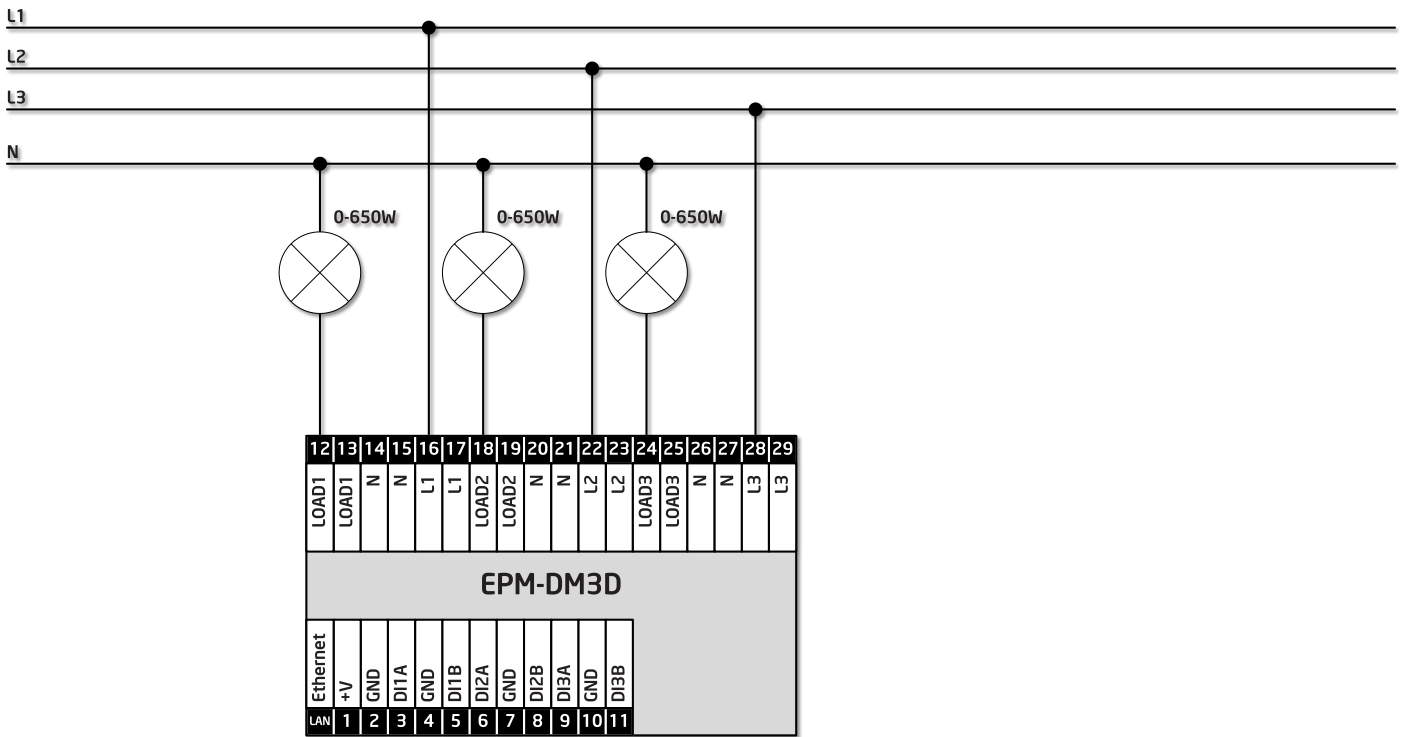 L1
L2
L3
N
0-650W 0-650W 0-650W
12 13 14 15 16 17 18 19 20 21 22 23 24 25 26 27 28 29
LOAD1 LOAD1 N N L1 L1 LOAD2 LOAD2 N N L2 L2 LOAD3 LOAD3 N N L3 L3
EPM-DM3D
Ethernet +V GND DI1A GND DI1B DI2A GND DI2B DI3A GND DI3B
LAN 1 2 3 4 5 6 7 8 9 10 11